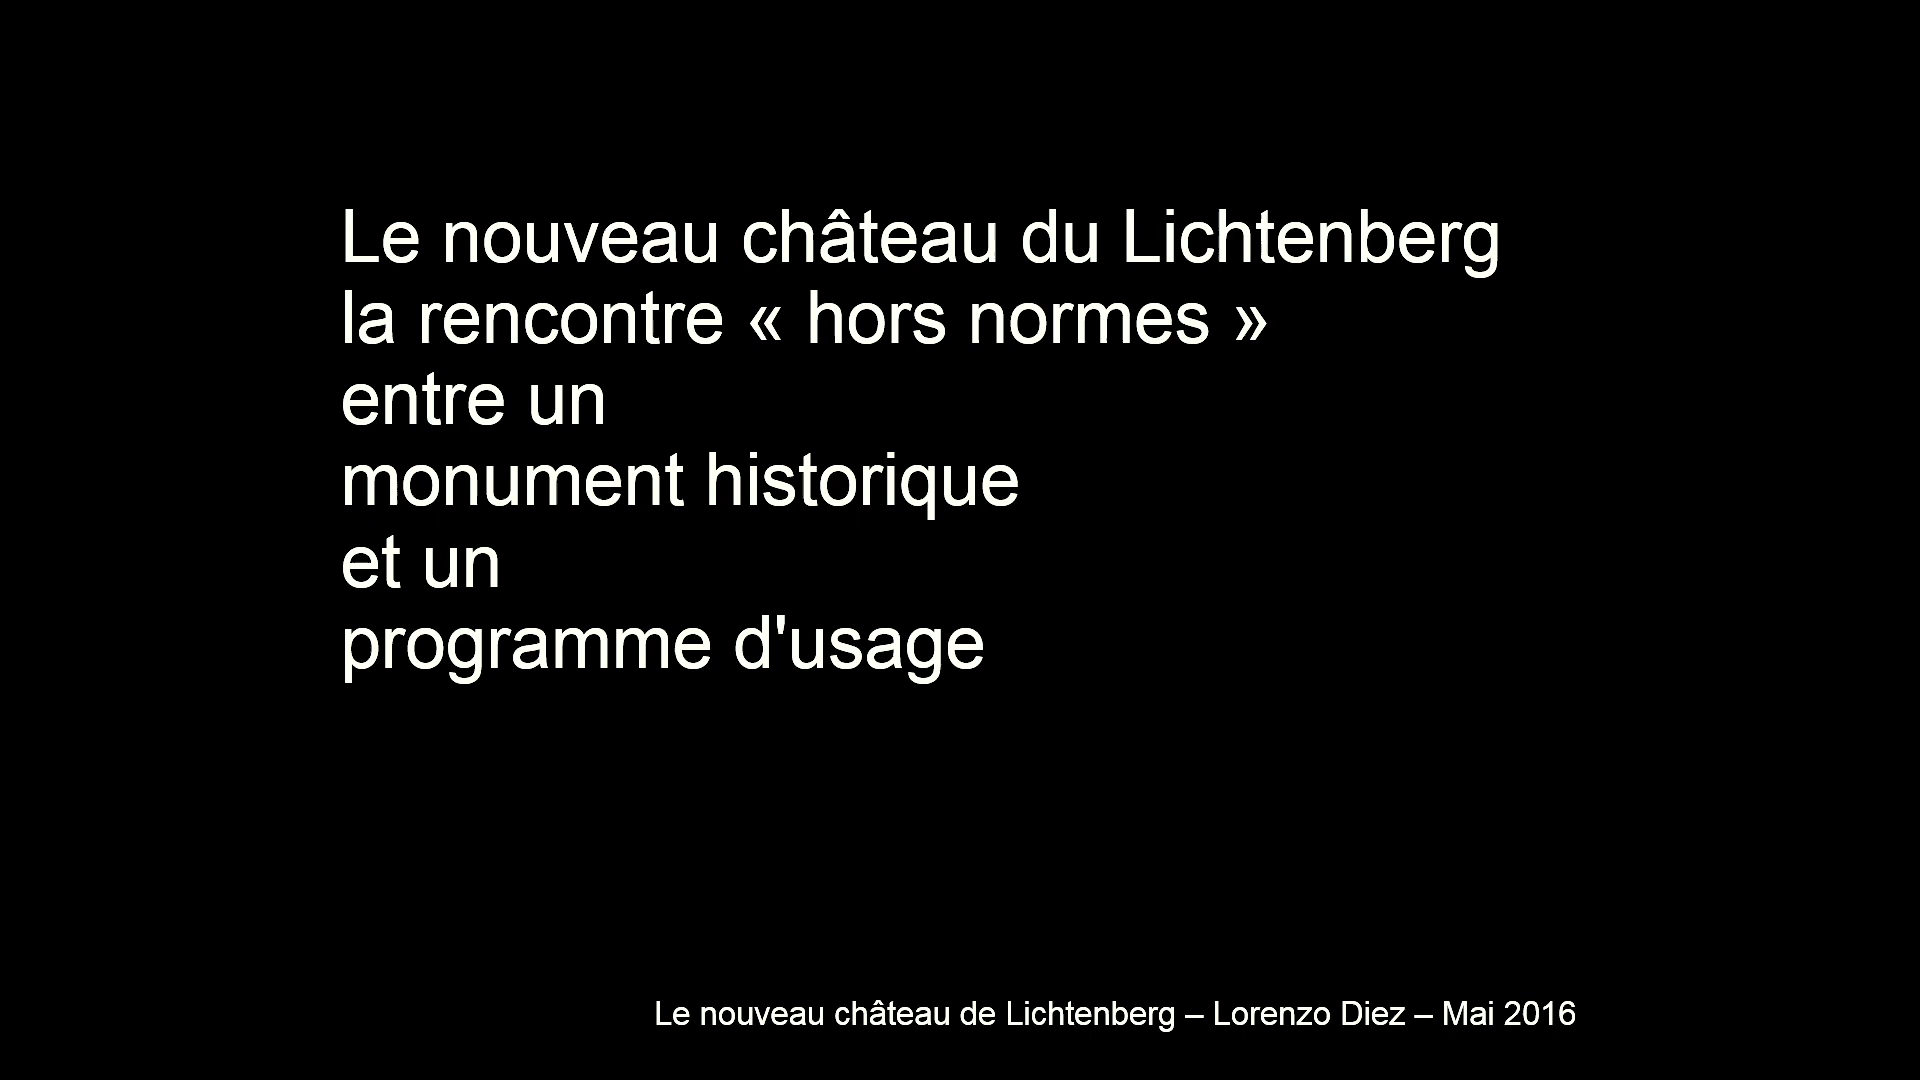 Le nouveau château du Lichtenberg
la rencontre « hors normes »
entre un
monument historique
et un
programme d'usage
Le nouveau château de Lichtenberg – Lorenzo Diez – Mai 2016